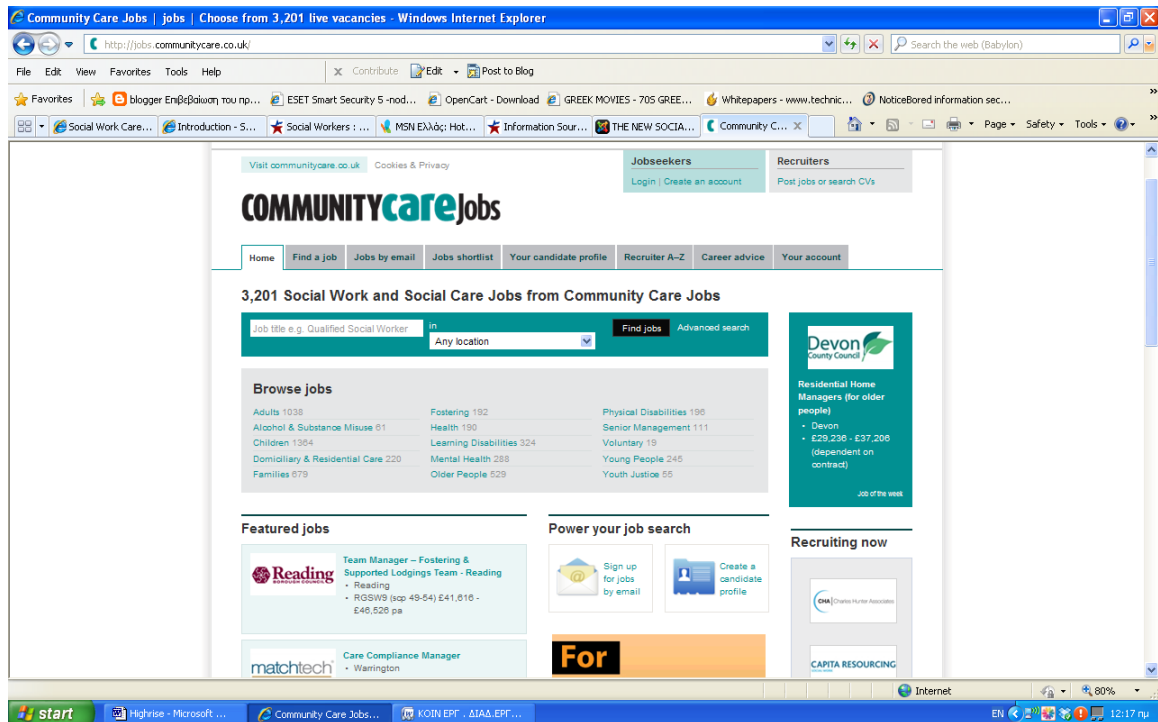 Community Care Jobs | jobs | Choose from 3,201 live vacancies - Windows Internet Explorer
http://jobs.communitycare.co.uk/
Search the web (Babylon)
File Edit View Favorites Tools Help
x Contribute Edit Post to Blog
Favorites blogger Επιβεβαίωση του πρ... ESET Smart Security 5 -nod... OpenCart - Download GREEK MOVIES - 70S GREE... Whitepapers - www.technic... NoticeBored information sec...
Social Work Care... Introduction - S... Social Workers : ... MSN Ελλάς: Hot... Information Sour... THE NEW SOCIA... Community C... Page Safety Tools
Visit communitycare.co.uk Cookies & Privacy
Jobseekers
Login | Create an account
Recruiters
Post jobs or search CVs
COMMUNITYcareJobs
Home Find a job Jobs by email Jobs shortlist Your candidate profile Recruiter A–Z Career advice Your account
3,201 Social Work and Social Care Jobs from Community Care Jobs
Job title e.g. Qualified Social Worker
in
Any location
Find jobs Advanced search
Browse jobs
Adults 1038 Fostering 192 Physical Disabilities 196
Alcohol & Substance Misuse 61 Health 190 Senior Management 111
Children 1364 Learning Disabilities 324 Voluntary 19
Domiciliary & Residential Care 220 Mental Health 288 Young People 245
Families 679 Older People 529 Youth Justice 55
Devon
County Council
Residential Home
Managers (for older
people)
• Devon
• £29,236 - £37,206
(dependent on
contract)
Job of the week
Featured jobs
Reading
BOROUGH COUNCIL
Team Manager – Fostering &
Supported Lodgings Team - Reading
• Reading
• RGSW9 (scp 49-54) £41,616 -
£46,526 pa
matchtech
Care Compliance Manager
• Warrington
Power your job search
Sign up
for jobs
by email
Create a
candidate
profile
For
Recruiting now
CHA Charles Hunter Associates
CAPITA RESOURCING
Internet 80%
start Highrise - Microsoft ... Community Care Jobs... ΚΟΙΝ ΕΡΓ . ΔΙΑΔ.ΕΡΓ... EN 12:17 πμ